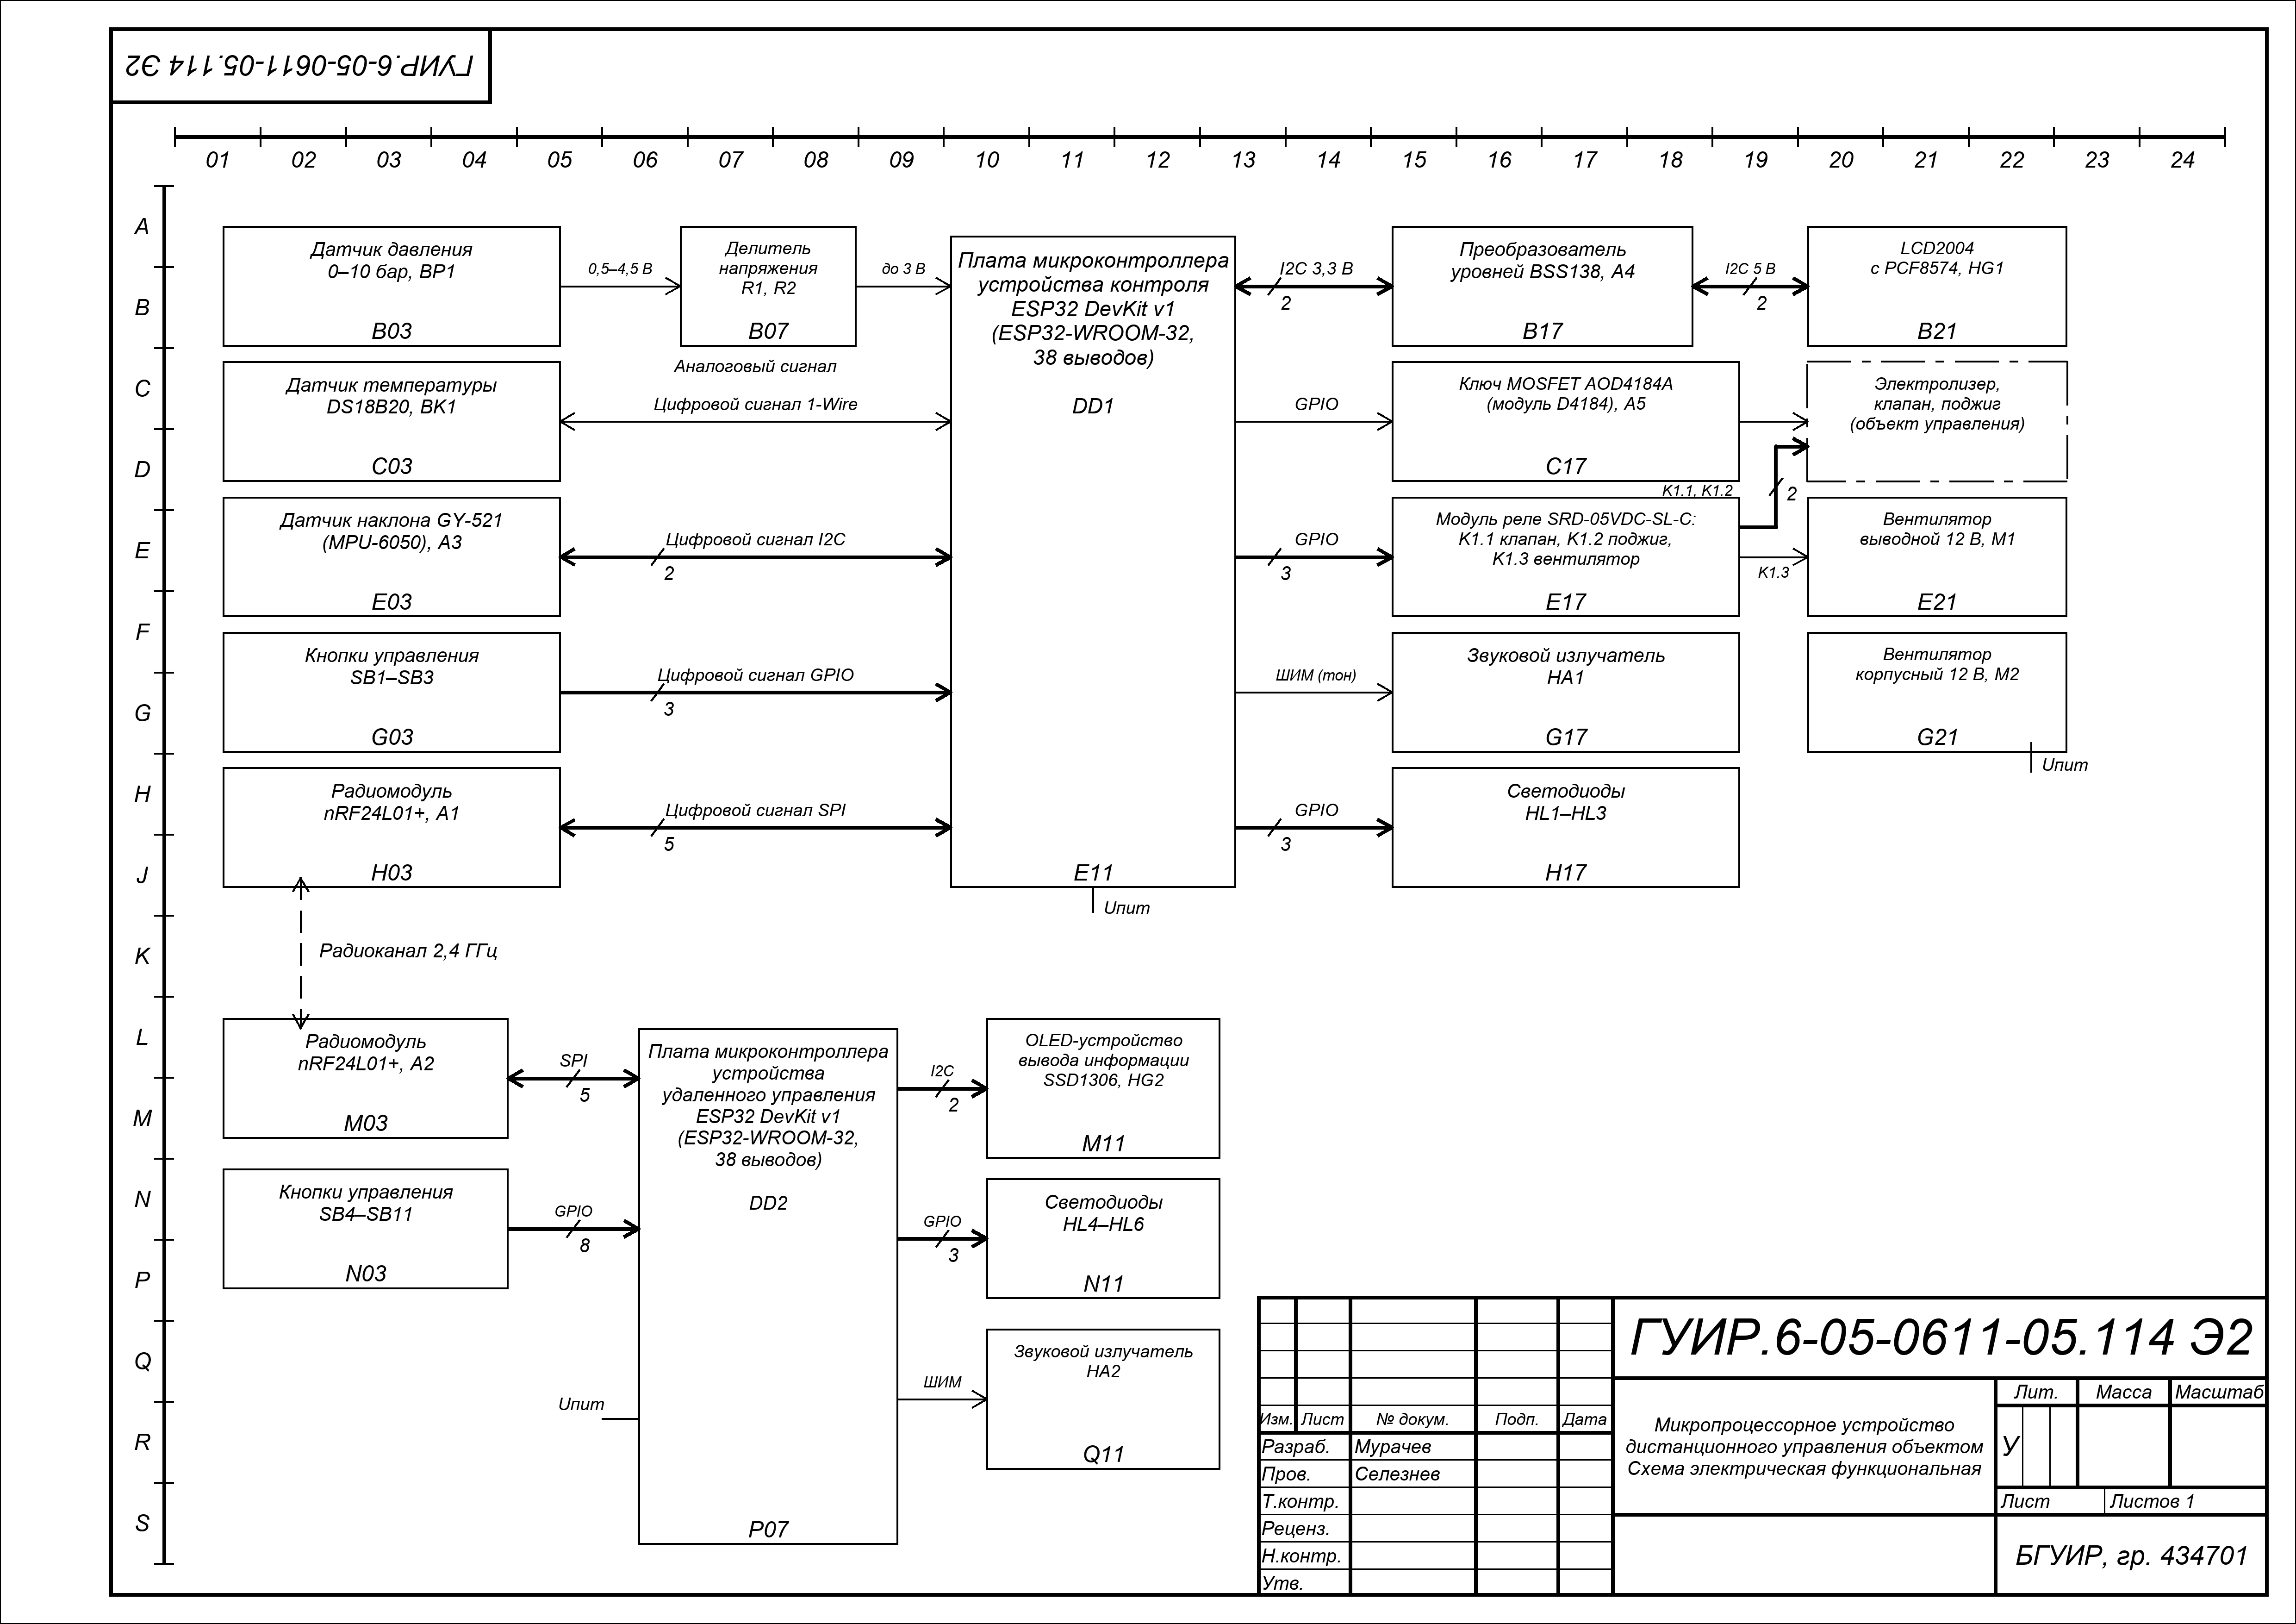 ГУИР.6-05-0611-05.114 Э2
01 02 03 04 05 06 07 08 09 10 11 12 13 14 15 16 17 18 19 20 21 22 23 24
A
B
C
D
E
F
G
H
J
K
L
M
N
P
Q
R
S
Датчик давления
0–10 бар, BP1
B03
0,5–4,5 В
Делитель
напряжения
R1, R2
B07
до 3 В
Аналоговый сигнал
Датчик температуры
DS18B20, BK1
C03
Цифровой сигнал 1-Wire
Датчик наклона GY-521
(MPU-6050), A3
E03
Цифровой сигнал I2C
2
Кнопки управления
SB1–SB3
G03
Цифровой сигнал GPIO
3
Радиомодуль
nRF24L01+, A1
H03
Цифровой сигнал SPI
5
Плата микроконтроллера
устройства контроля
ESP32 DevKit v1
(ESP32-WROOM-32,
38 выводов)
DD1
E11
Uпит
I2C 3,3 В
2
Преобразователь
уровней BSS138, A4
B17
I2C 5 В
2
LCD2004
с PCF8574, HG1
B21
GPIO
Ключ MOSFET AOD4184A
(модуль D4184), A5
C17
Электролизер,
клапан, поджиг
(объект управления)
K1.1, K1.2
2
GPIO
3
Модуль реле SRD-05VDC-SL-C:
K1.1 клапан, K1.2 поджиг,
K1.3 вентилятор
E17
K1.3
Вентилятор
выводной 12 В, M1
E21
ШИМ (тон)
Звуковой излучатель
HA1
G17
Вентилятор
корпусный 12 В, M2
G21
Uпит
GPIO
3
Светодиоды
HL1–HL3
H17
Радиоканал 2,4 ГГц
Радиомодуль
nRF24L01+, A2
M03
SPI
5
Кнопки управления
SB4–SB11
N03
GPIO
8
Плата микроконтроллера
устройства
удаленного управления
ESP32 DevKit v1
(ESP32-WROOM-32,
38 выводов)
DD2
P07
Uпит
I2C
2
OLED-устройство
вывода информации
SSD1306, HG2
M11
GPIO
3
Светодиоды
HL4–HL6
N11
ШИМ
Звуковой излучатель
HA2
Q11
ГУИР.6-05-0611-05.114 Э2
Изм. Лист № докум. Подп. Дата
Разраб. Мурачев
Пров. Селезнев
Т.контр.
Реценз.
Н.контр.
Утв.
Микропроцессорное устройство
дистанционного управления объектом
Схема электрическая функциональная
Лит. Масса Масштаб
У
Лист Листов 1
БГУИР, гр. 434701